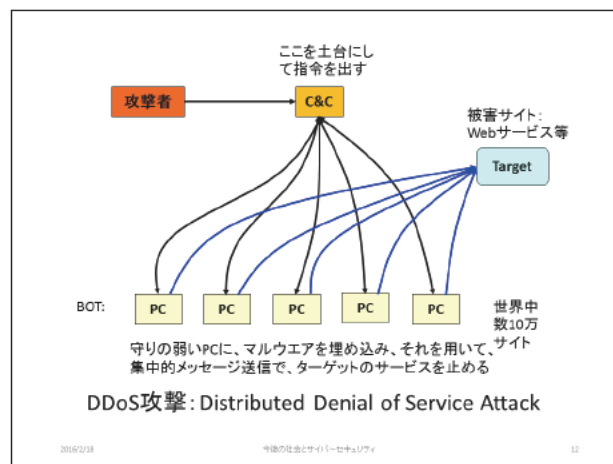 ここを土台にし
て指令を出す
攻撃者
C&C
被害サイト:
Webサービス等
Target
BOT:
PC
PC
PC
PC
PC
世界中
数10万
サイト
守りの弱いPCに、マルウエアを埋め込み、それを用いて、
集中的メッセージ送信で、ターゲットのサービスを止める
DDoS攻撃：Distributed Denial of Service Attack
2016/2/18
今後の社会とサイバーセキュリティ
12